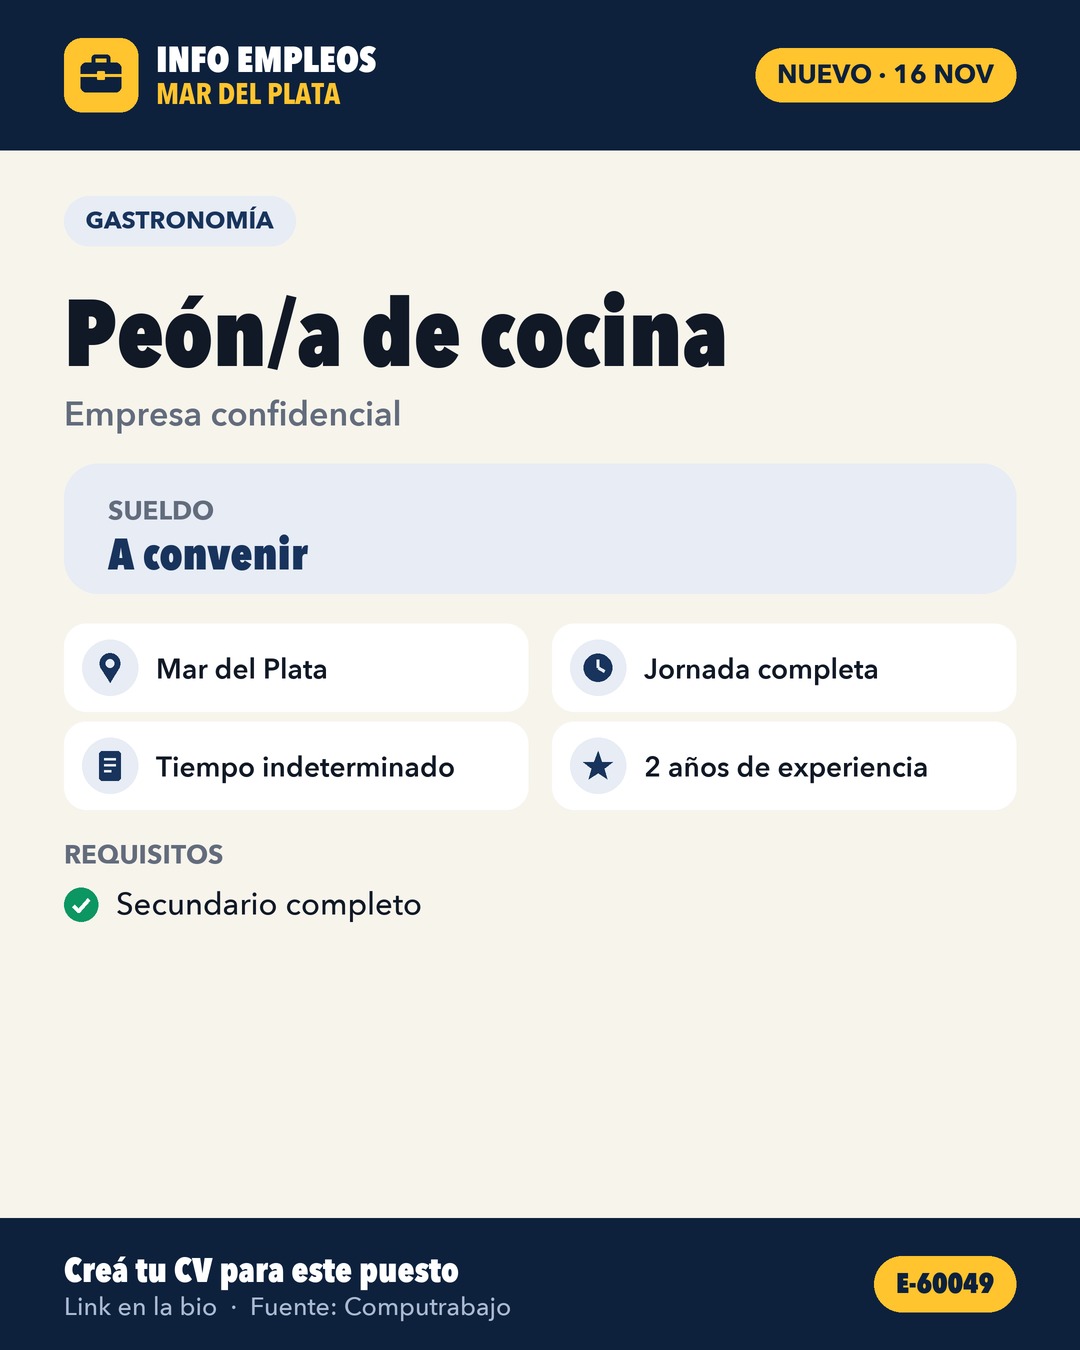 INFO EMPLEOS
MAR DEL PLATA
NUEVO · 16 NOV
GASTRONOMÍA
Peón/a de cocina
Empresa confidencial
SUELDO
A convenir
Mar del Plata
Jornada completa
Tiempo indeterminado
2 años de experiencia
REQUISITOS
Secundario completo
Creá tu CV para este puesto
Link en la bio · Fuente: Computrabajo
E-60049